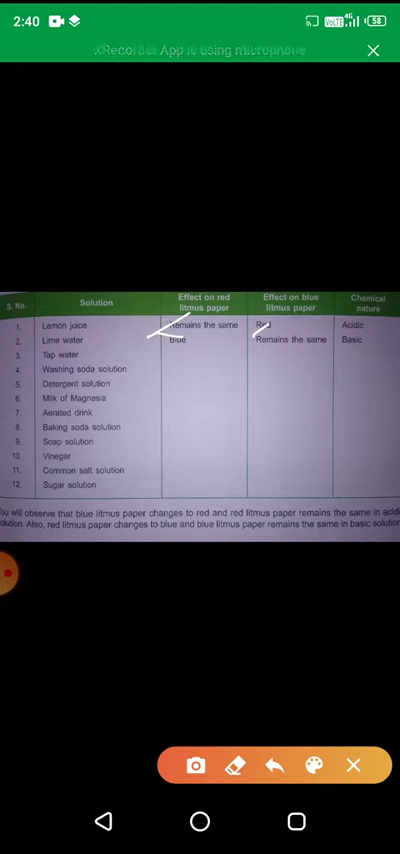 2:40
4G
VoLTE
58
XRecorder App is using microphone
S. No. Solution Effect on red litmus paper Effect on blue litmus paper Chemical nature
1. Lemon juice Remains the same Red Acidic
2. Lime water Blue Remains the same Basic
3. Tap water
4. Washing soda solution
5. Detergent solution
6. Milk of Magnesia
7. Aerated drink
8. Baking soda solution
9. Soap solution
10. Vinegar
11. Common salt solution
12. Sugar solution
You will observe that blue litmus paper changes to red and red litmus paper remains the same in
Also, red litmus paper changes to blue and blue litmus paper remains the same in basic